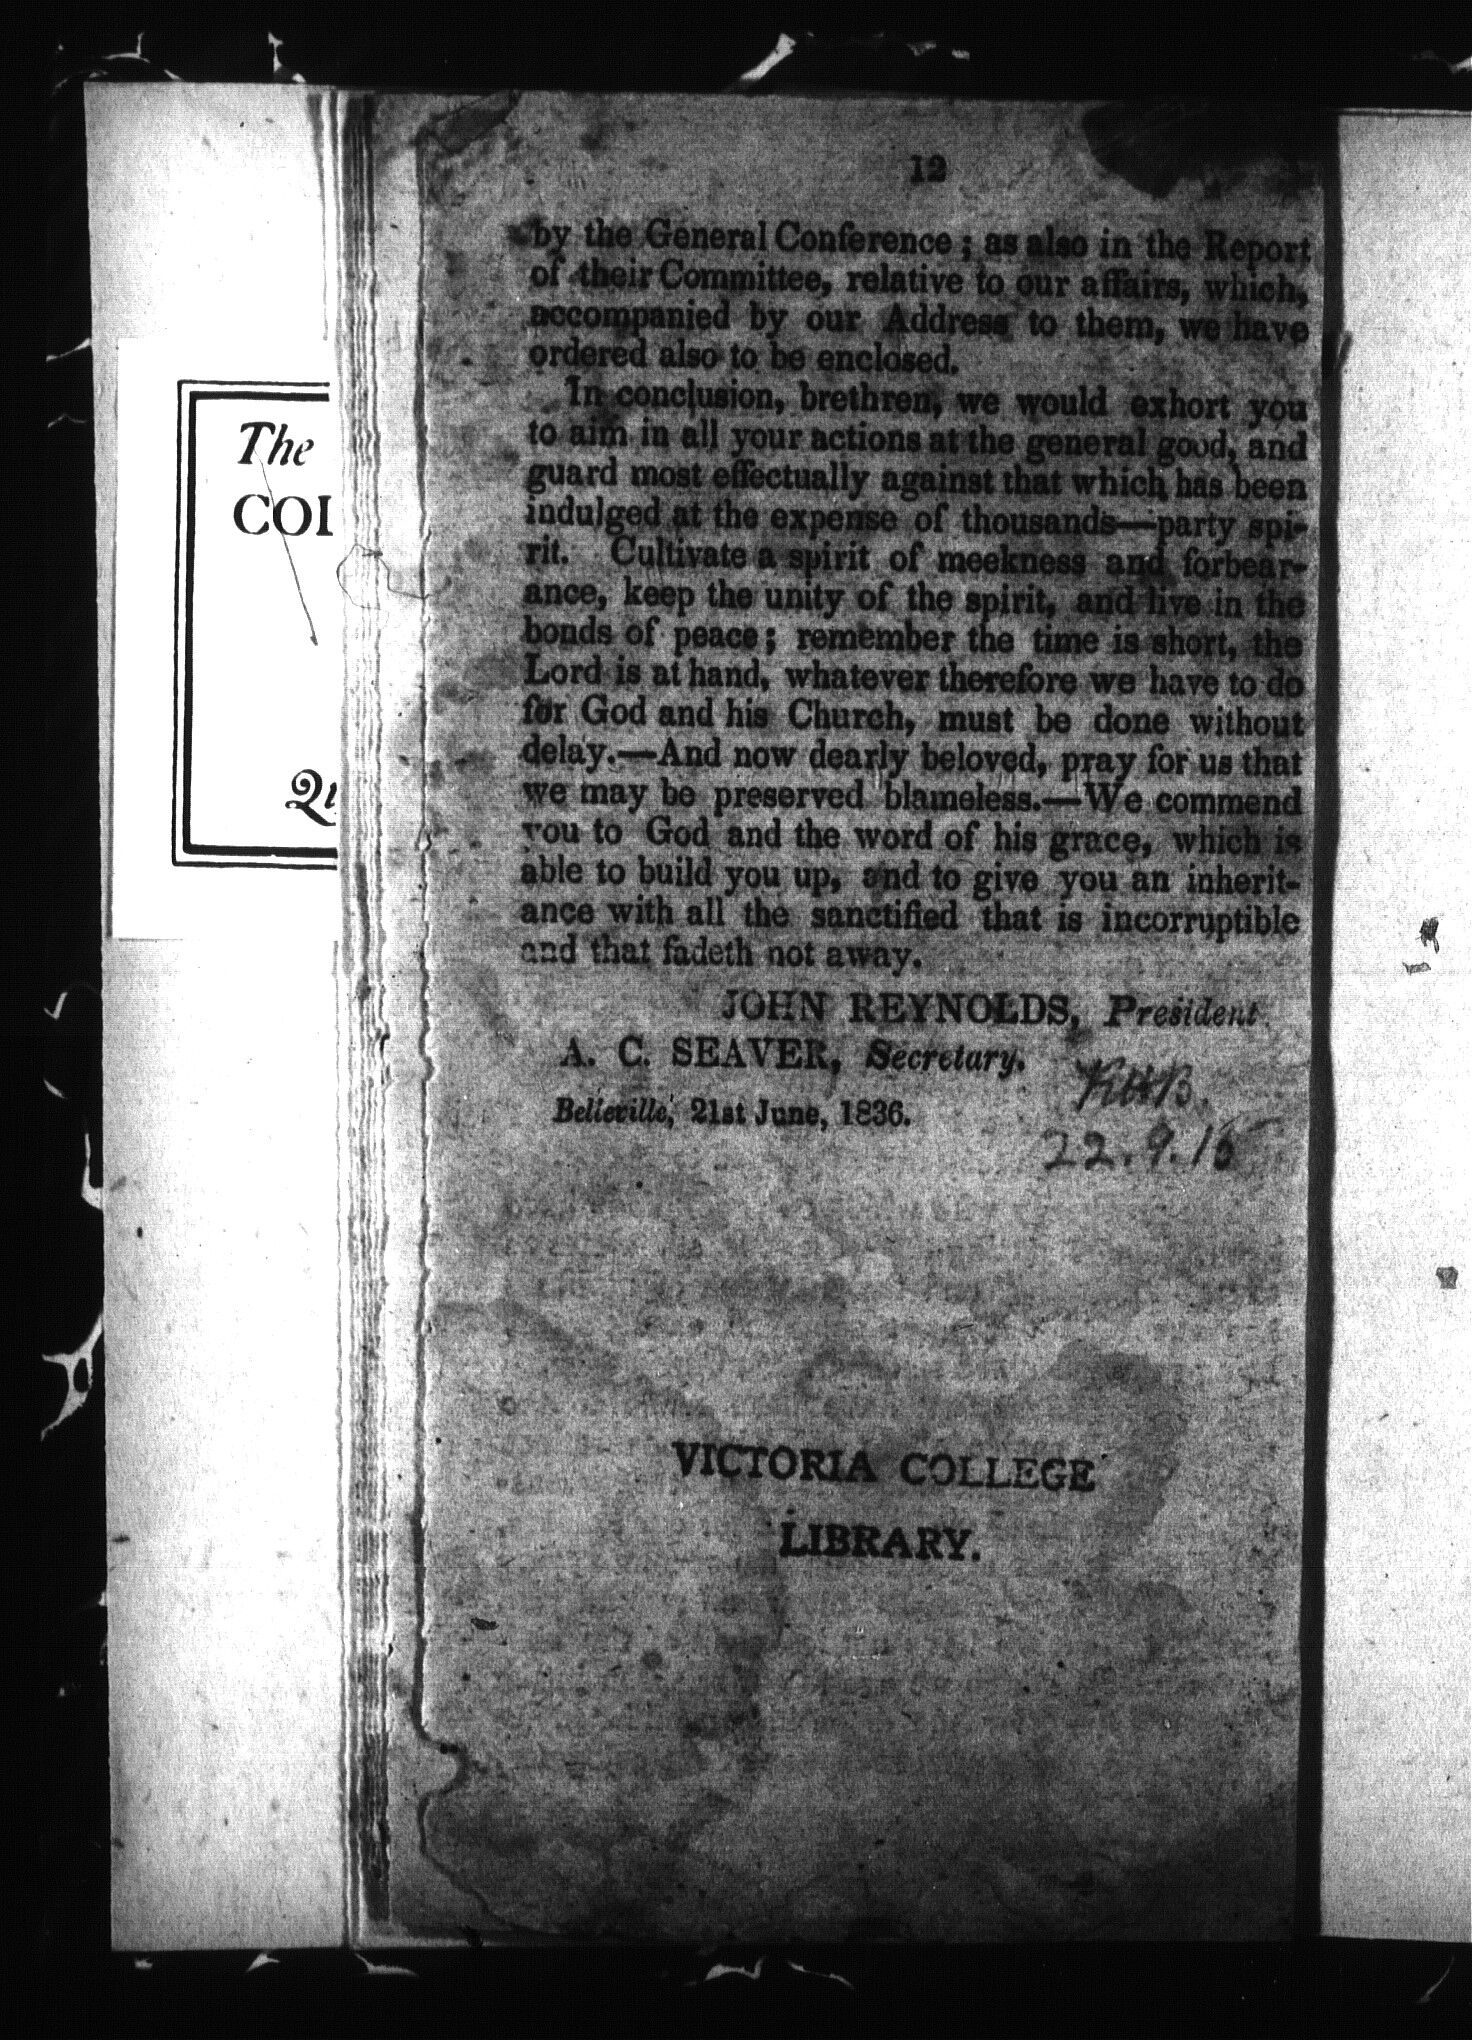 The
COL
Qu
12
by the General Conference; as also in the Report
of their Committee, relative to our affairs, which,
accompanied by our Address to them, we have
ordered also to be enclosed.
In conclusion, brethren, we would exhort you
to aim in all your actions at the general good, and
guard most effectually against that which has been
indulged at the expense of thousands—party spi-
rit. Cultivate a spirit of meekness and forbear-
ance, keep the unity of the spirit, and live in the
bonds of peace; remember the time is short, the
Lord is at hand, whatever therefore we have to do
for God and his Church, must be done without
delay.—And now dearly beloved, pray for us that
we may be preserved blameless.—We commend
you to God and the word of his grace, which is
able to build you up, and to give you an inherit-
ance with all the sanctified that is incorruptible
and that fadeth not away.
JOHN REYNOLDS, President
A. C. SEAVER, Secretary.
Belleville, 21st June, 1836.
22.9.15
VICTORIA COLLEGE
LIBRARY.